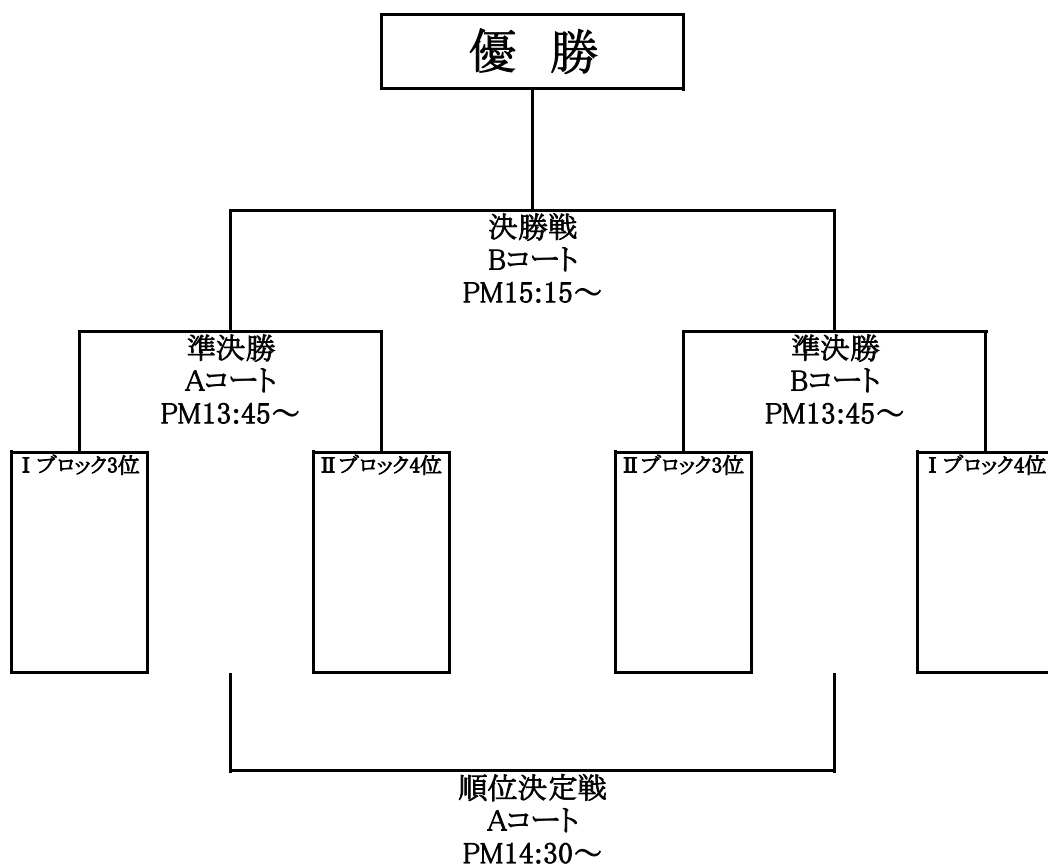 優　勝
決勝戦
Bコート
PM15:15～
準決勝
Aコート
PM13:45～
準決勝
Bコート
PM13:45～
Ⅰブロック3位
Ⅱブロック4位
Ⅱブロック3位
Ⅰブロック4位
順位決定戦
Aコート
PM14:30～